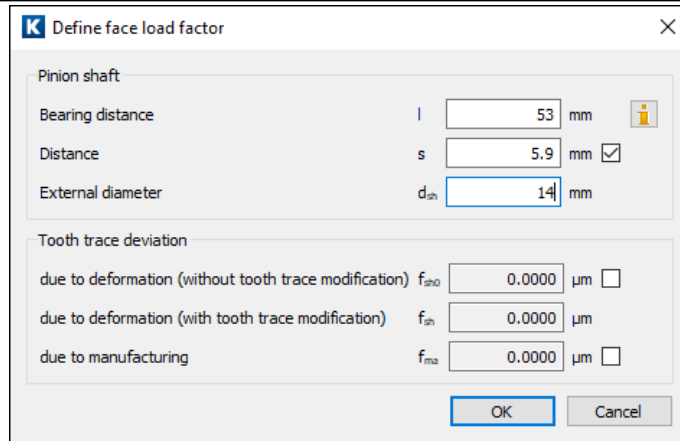 K Define face load factor
Pinion shaft
Bearing distance l 53 mm
Distance s 5.9 mm
External diameter dsh 14 mm
Tooth trace deviation
due to deformation (without tooth trace modification) fsh0 0.0000 µm
due to deformation (with tooth trace modification) fsh 0.0000 µm
due to manufacturing fma 0.0000 µm
OK Cancel